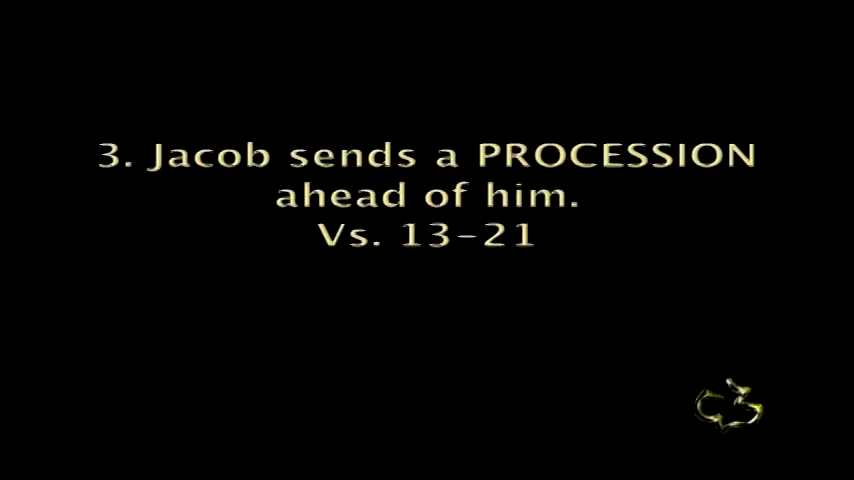 3. Jacob sends a PROCESSION
ahead of him.
Vs. 13-21